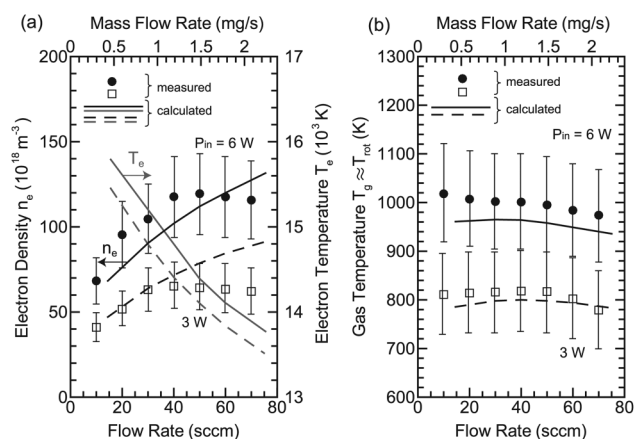 (a)
Mass Flow Rate (mg/s)
0 0.5 1 1.5 2
200
150
100
50
0
17
16
15
14
13
measured
calculated
Pin = 6 W
Te
ne
3 W
Electron Density ne (10^18 m^-3)
Electron Temperature Te (10^3 K)
0 20 40 60 80
Flow Rate (sccm)
(b)
Mass Flow Rate (mg/s)
0 0.5 1 1.5 2
1300
1200
1100
1000
900
800
700
600
measured
calculated
Pin = 6 W
3 W
Gas Temperature Tg ≈ Trot (K)
0 20 40 60 80
Flow Rate (sccm)